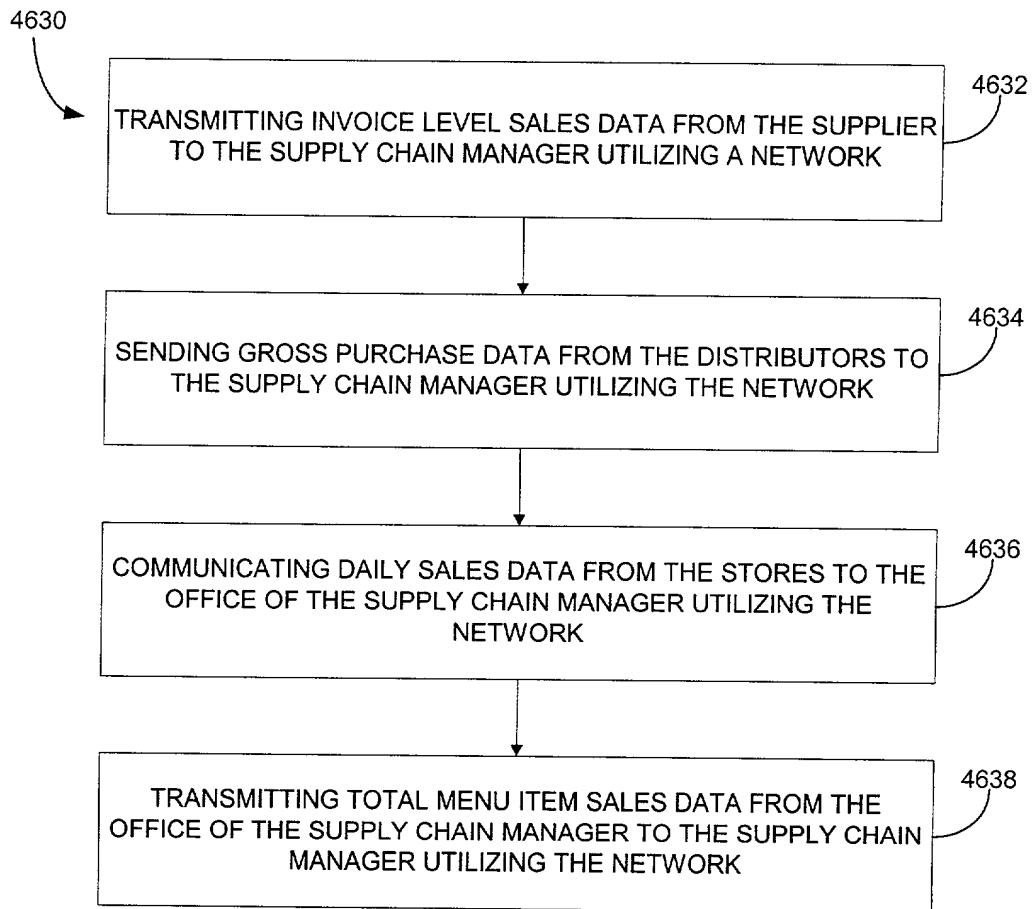 4630
4632
TRANSMITTING INVOICE LEVEL SALES DATA FROM THE SUPPLIER
TO THE SUPPLY CHAIN MANAGER UTILIZING A NETWORK
4634
SENDING GROSS PURCHASE DATA FROM THE DISTRIBUTORS TO
THE SUPPLY CHAIN MANAGER UTILIZING THE NETWORK
4636
COMMUNICATING DAILY SALES DATA FROM THE STORES TO THE
OFFICE OF THE SUPPLY CHAIN MANAGER UTILIZING THE
NETWORK
4638
TRANSMITTING TOTAL MENU ITEM SALES DATA FROM THE
OFFICE OF THE SUPPLY CHAIN MANAGER TO THE SUPPLY CHAIN
MANAGER UTILIZING THE NETWORK